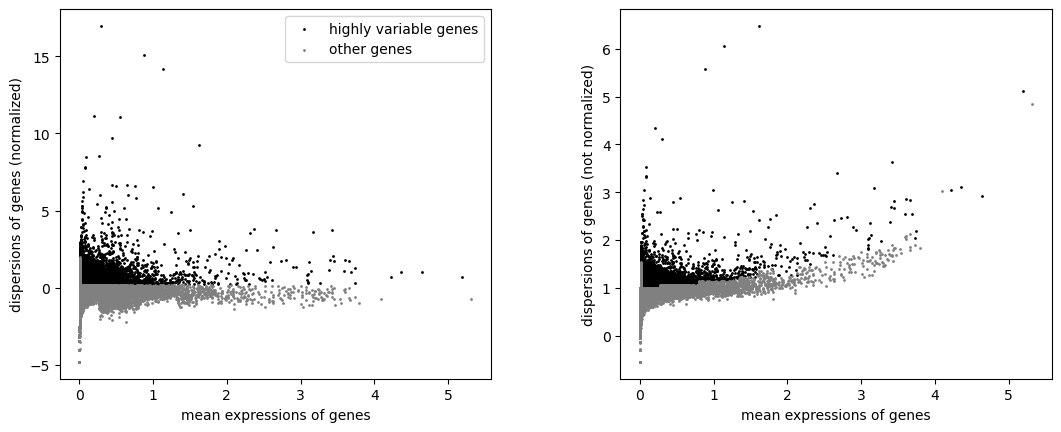 highly variable genes
other genes
dispersions of genes (normalized)
15
10
5
0
−5
0 1 2 3 4 5
mean expressions of genes
dispersions of genes (not normalized)
6
5
4
3
2
1
0
0 1 2 3 4 5
mean expressions of genes